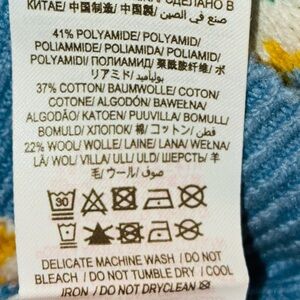 КИТАЕ/ 中国制造/ 中国製/ صنع في الصين/
41% POLYAMIDE/ POLYAMID/
POLIAMMIDE/ POLIAMIDA/ POLIAMID/
POLYAMIDI/ ПОЛИАМИД/ 聚酰胺纤维/ ポ
リアミド/ بولياميد/
37% COTTON/ BAUMWOLLE/ COTON/
COTONE/ ALGODÓN/ BAWEŁNA/
ALGODÃO/ KATOEN/ PUUVILLA/ BOMULL/
BOMULD/ ХЛОПОК/ 棉/ コットン/ قطن/
22% WOOL/ WOLLE/ LAINE/ LANA/ WEŁNA/
LÃ/ WOL/ VILLA/ ULL/ ULD/ ШЕРСТЬ/ 羊
毛/ ウール/ صوف/
30
DELICATE MACHINE WASH / DO NOT
BLEACH / DO NOT TUMBLE DRY / COOL
IRON / DO NOT DRYCLEAN